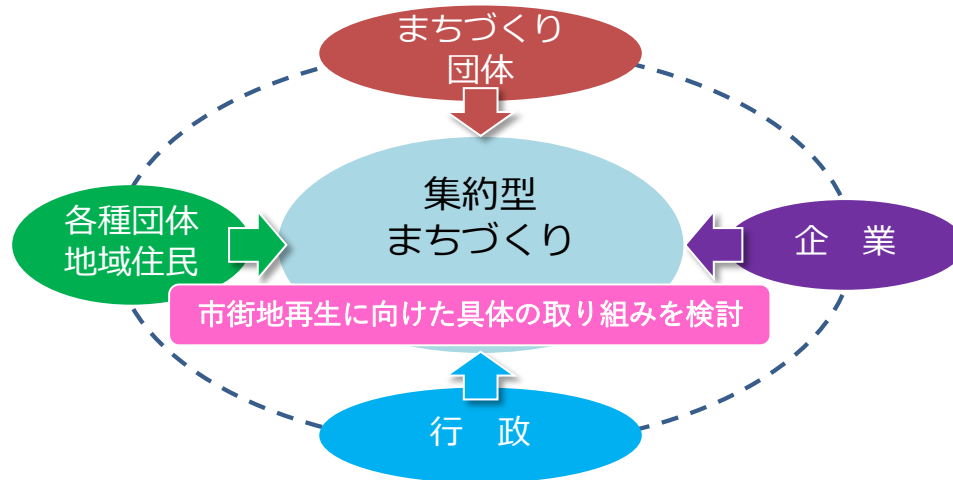 まちづくり
団体
集約型
まちづくり
各種団体
地域住民
企　業
市街地再生に向けた具体の取り組みを検討
行　政